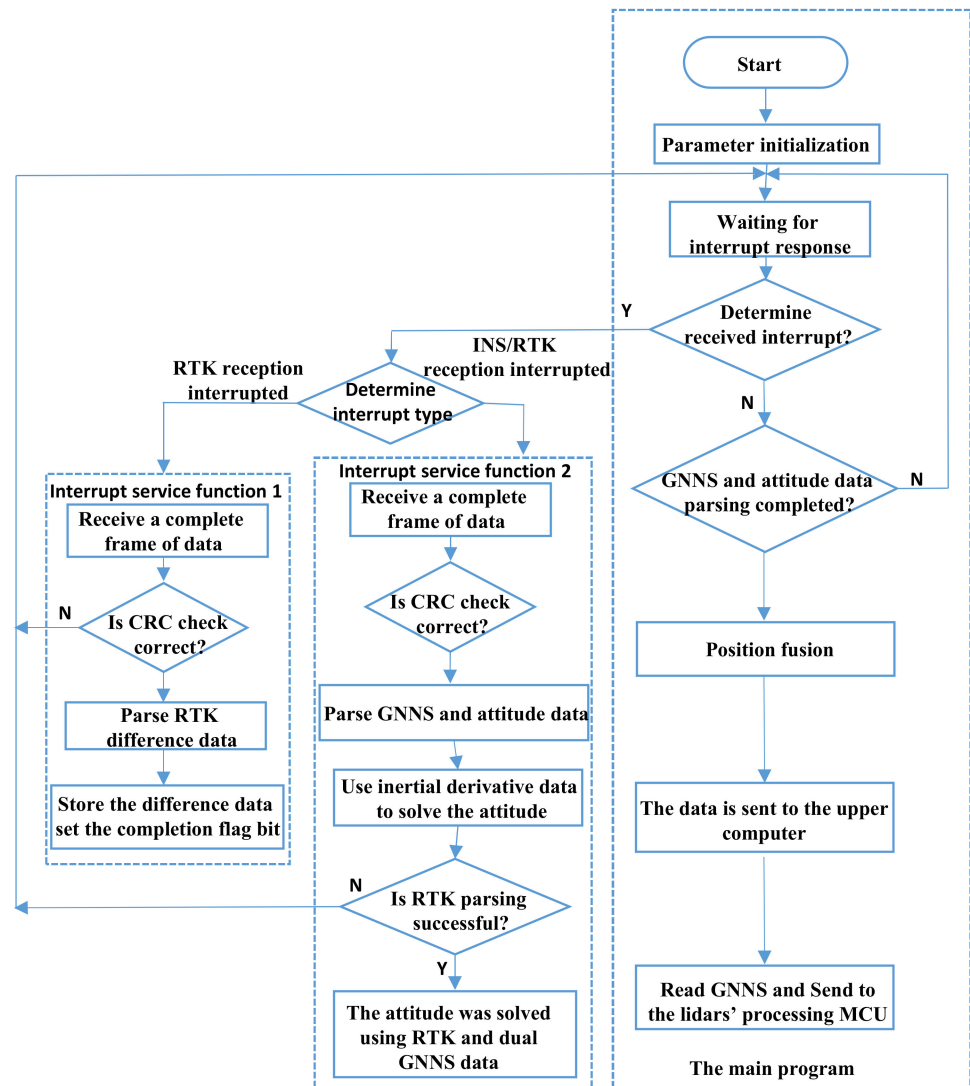 Start
Parameter initialization
Waiting for
interrupt response
Determine
received interrupt?
Y
N
INS/RTK
reception interrupted
RTK reception
interrupted
Determine
interrupt type
GNNS and attitude data
parsing completed?
N
Interrupt service function 1
Receive a complete
frame of data
Is CRC check
correct?
N
Parse RTK
difference data
Store the difference data
set the completion flag bit
Interrupt service function 2
Receive a complete
frame of data
Is CRC check
correct?
Parse GNNS and attitude data
Use inertial derivative data
to solve the attitude
Is RTK parsing
successful?
N
Y
The attitude was solved
using RTK and dual
GNNS data
Position fusion
The data is sent to the upper
computer
Read GNNS and Send to
the lidars’ processing MCU
The main program